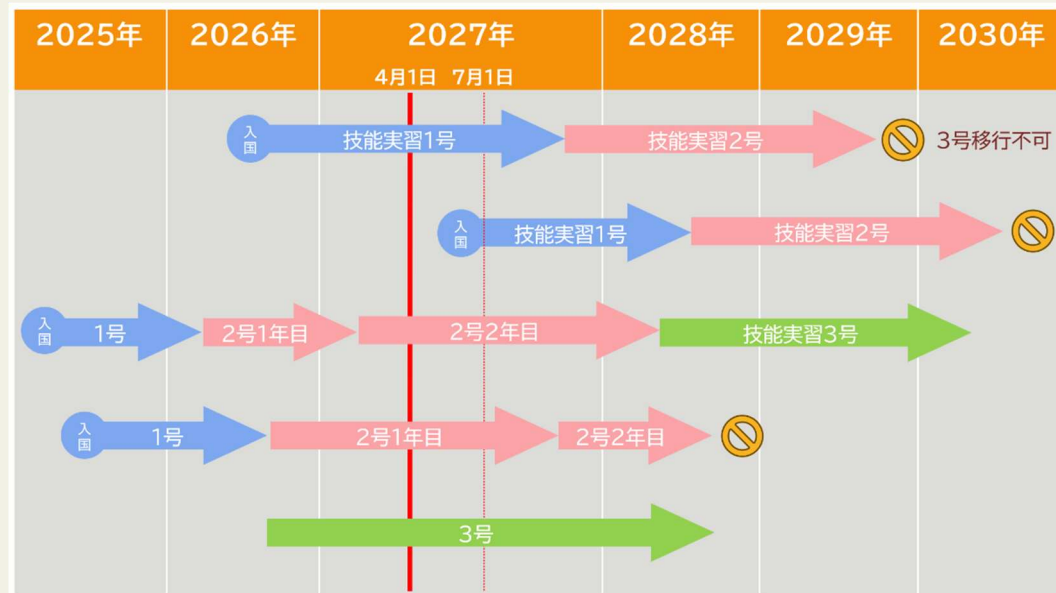 2025年 2026年 2027年 2028年 2029年 2030年
4月1日 7月1日
入国 技能実習1号 技能実習2号 3号移行不可
入国 技能実習1号 技能実習2号
入国 1号 2号1年目 2号2年目 技能実習3号
入国 1号 2号1年目 2号2年目
3号